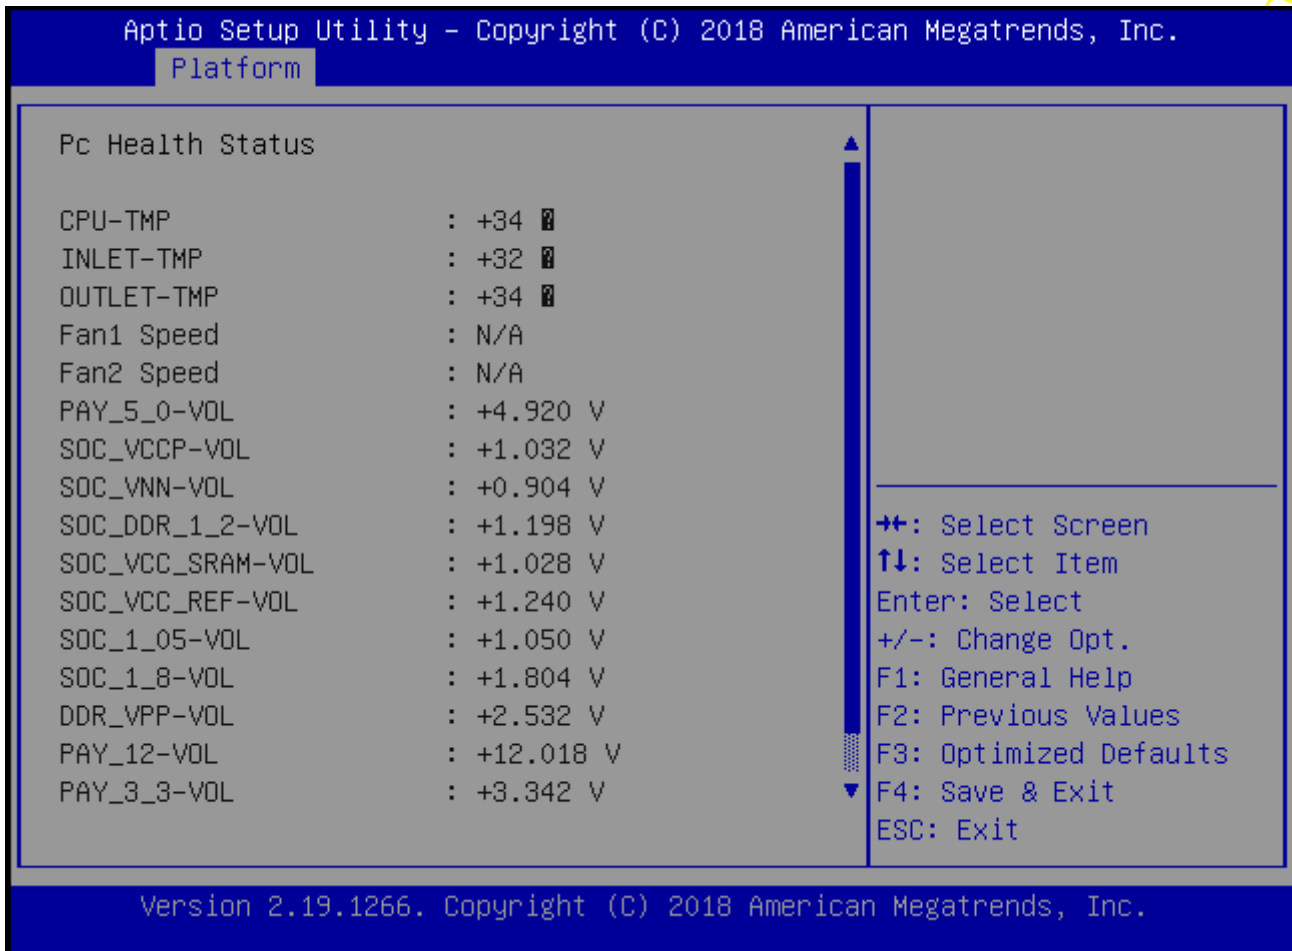 Aptio Setup Utility – Copyright (C) 2018 American Megatrends, Inc.
Platform
Pc Health Status
CPU-TMP : +34 �
INLET-TMP : +32 �
OUTLET-TMP : +34 �
Fan1 Speed : N/A
Fan2 Speed : N/A
PAY_5_0-VOL : +4.920 V
SOC_VCCP-VOL : +1.032 V
SOC_VNN-VOL : +0.904 V
SOC_DDR_1_2-VOL : +1.198 V
SOC_VCC_SRAM-VOL : +1.028 V
SOC_VCC_REF-VOL : +1.240 V
SOC_1_05-VOL : +1.050 V
SOC_1_8-VOL : +1.804 V
DDR_VPP-VOL : +2.532 V
PAY_12-VOL : +12.018 V
PAY_3_3-VOL : +3.342 V
→←: Select Screen
↑↓: Select Item
Enter: Select
+/-: Change Opt.
F1: General Help
F2: Previous Values
F3: Optimized Defaults
F4: Save & Exit
ESC: Exit
Version 2.19.1266. Copyright (C) 2018 American Megatrends, Inc.